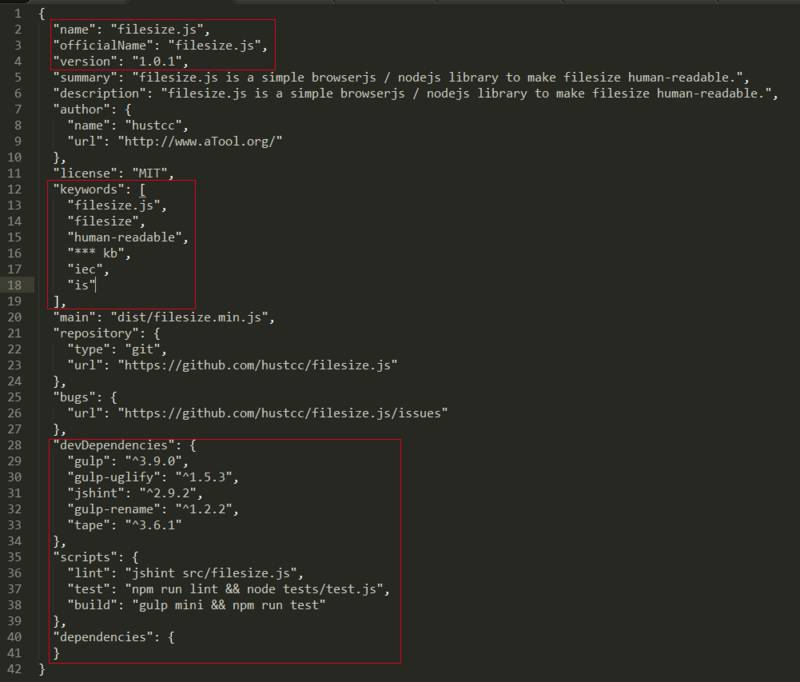 1 {
2 "name": "filesize.js",
3 "officialName": "filesize.js",
4 "version": "1.0.1",
5 "summary": "filesize.js is a simple browserjs / nodejs library to make filesize human-readable.",
6 "description": "filesize.js is a simple browserjs / nodejs library to make filesize human-readable.",
7 "author": {
8 "name": "hustcc",
9 "url": "http://www.aTool.org/"
10 },
11 "license": "MIT",
12 "keywords": [
13 "filesize.js",
14 "filesize",
15 "human-readable",
16 "*** kb",
17 "iec",
18 "is"
19 ],
20 "main": "dist/filesize.min.js",
21 "repository": {
22 "type": "git",
23 "url": "https://github.com/hustcc/filesize.js"
24 },
25 "bugs": {
26 "url": "https://github.com/hustcc/filesize.js/issues"
27 },
28 "devDependencies": {
29 "gulp": "^3.9.0",
30 "gulp-uglify": "^1.5.3",
31 "jshint": "^2.9.2",
32 "gulp-rename": "^1.2.2",
33 "tape": "^3.6.1"
34 },
35 "scripts": {
36 "lint": "jshint src/filesize.js",
37 "test": "npm run lint && node tests/test.js",
38 "build": "gulp mini && npm run test"
39 },
40 "dependencies": {
41 }
42 }